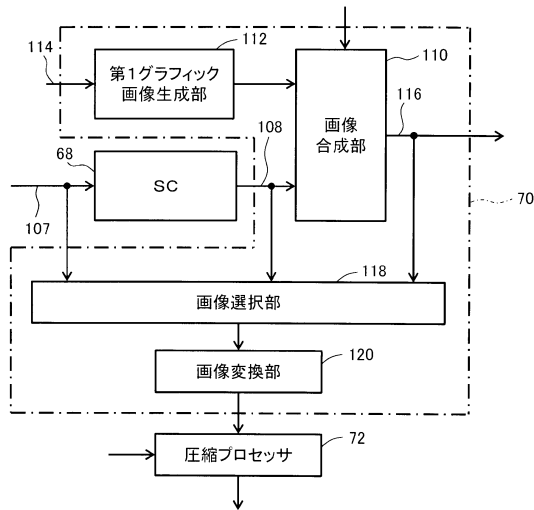 114
第1グラフィック
画像生成部
112
110
画像
合成部
116
68
SC
108
107
70
118
画像選択部
画像変換部
120
圧縮プロセッサ
72